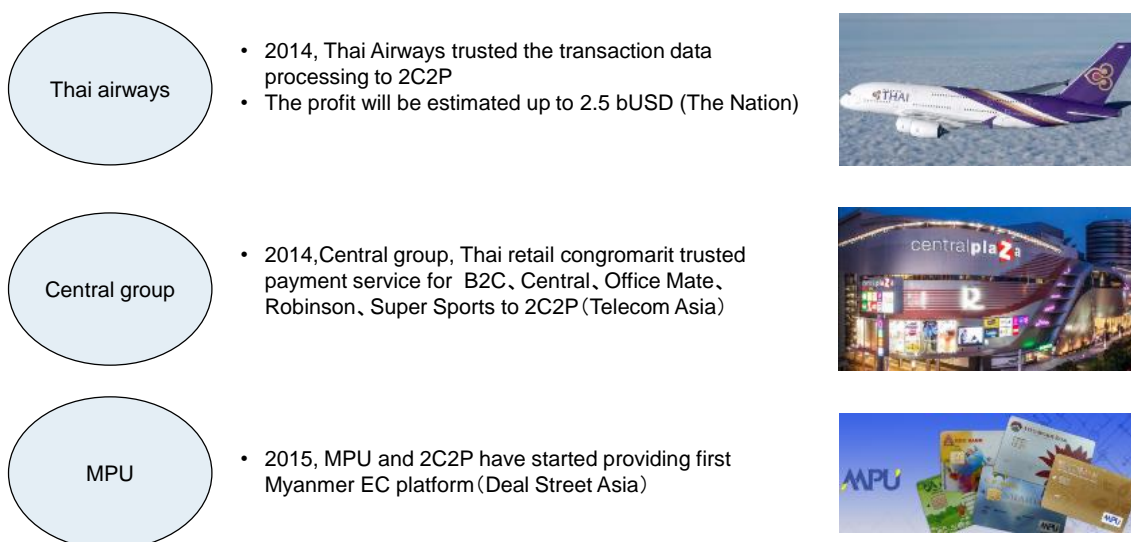 Thai airways
• 2014, Thai Airways trusted the transaction data
processing to 2C2P
• The profit will be estimated up to 2.5 bUSD (The Nation)
THAI
Central group
• 2014,Central group, Thai retail congromarit trusted
payment service for B2C、Central、Office Mate、
Robinson、Super Sports to 2C2P(Telecom Asia)
centralplaza
MPU
• 2015, MPU and 2C2P have started providing first
Myanmer EC platform(Deal Street Asia)
MPU
MPU
MPU